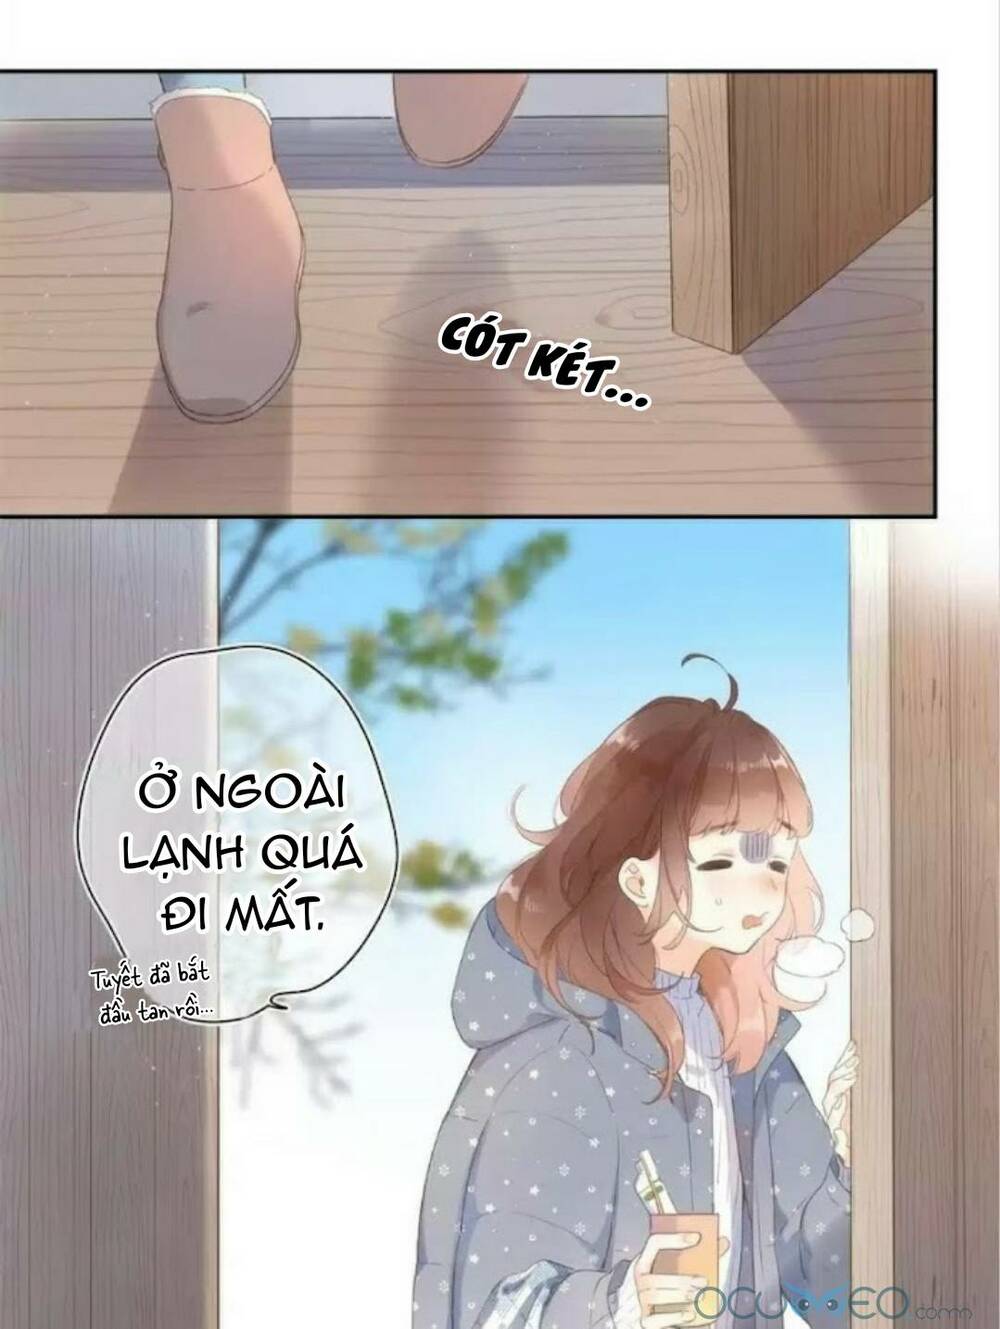 CÓT KÉT...
Ở NGOÀI
LẠNH QUÁ
ĐI MẤT.
Tuyết đã bắt
đầu tan rồi...
OCUMEO.com